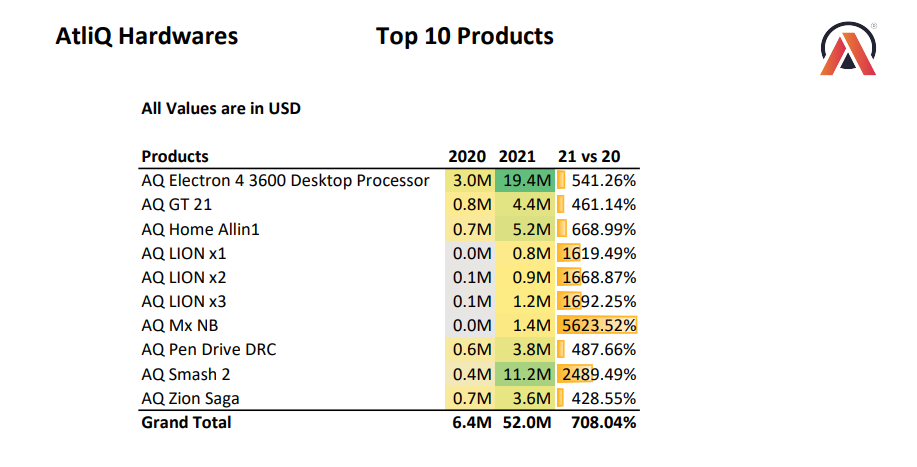 AtliQ Hardwares Top 10 Products
All Values are in USD
Products 2020 2021 21 vs 20
AQ Electron 4 3600 Desktop Processor 3.0M 19.4M 541.26%
AQ GT 21 0.8M 4.4M 461.14%
AQ Home Allin1 0.7M 5.2M 668.99%
AQ LION x1 0.0M 0.8M 1619.49%
AQ LION x2 0.1M 0.9M 1668.87%
AQ LION x3 0.1M 1.2M 1692.25%
AQ Mx NB 0.0M 1.4M 5623.52%
AQ Pen Drive DRC 0.6M 3.8M 487.66%
AQ Smash 2 0.4M 11.2M 2489.49%
AQ Zion Saga 0.7M 3.6M 428.55%
Grand Total 6.4M 52.0M 708.04%